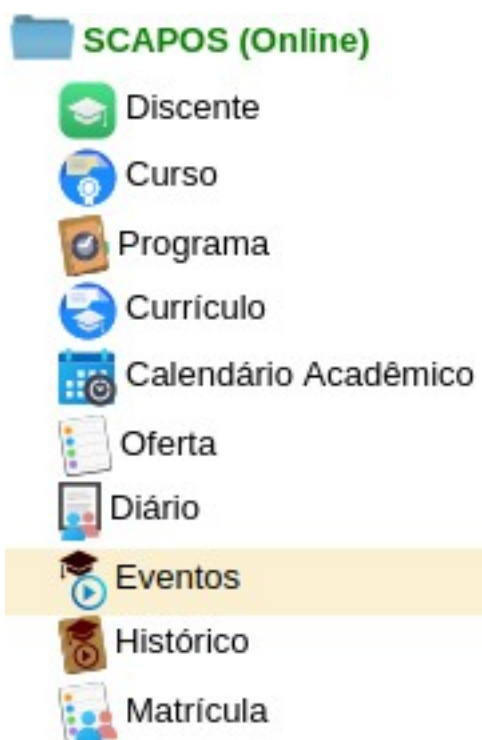 SCAPOS (Online)
Discente
Curso
Programa
Currículo
Calendário Acadêmico
Oferta
Diário
Eventos
Histórico
Matrícula